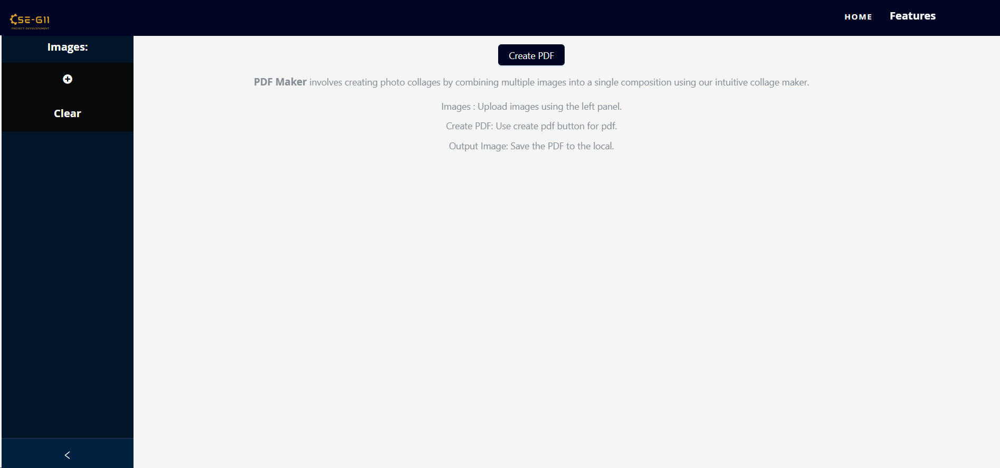 CSE-G11
PROJECT DEVELOPEMENT
HOME
Features
Images:
Clear
Create PDF
PDF Maker involves creating photo collages by combining multiple images into a single composition using our intuitive collage maker.
Images : Upload images using the left panel.
Create PDF: Use create pdf button for pdf.
Output Image: Save the PDF to the local.